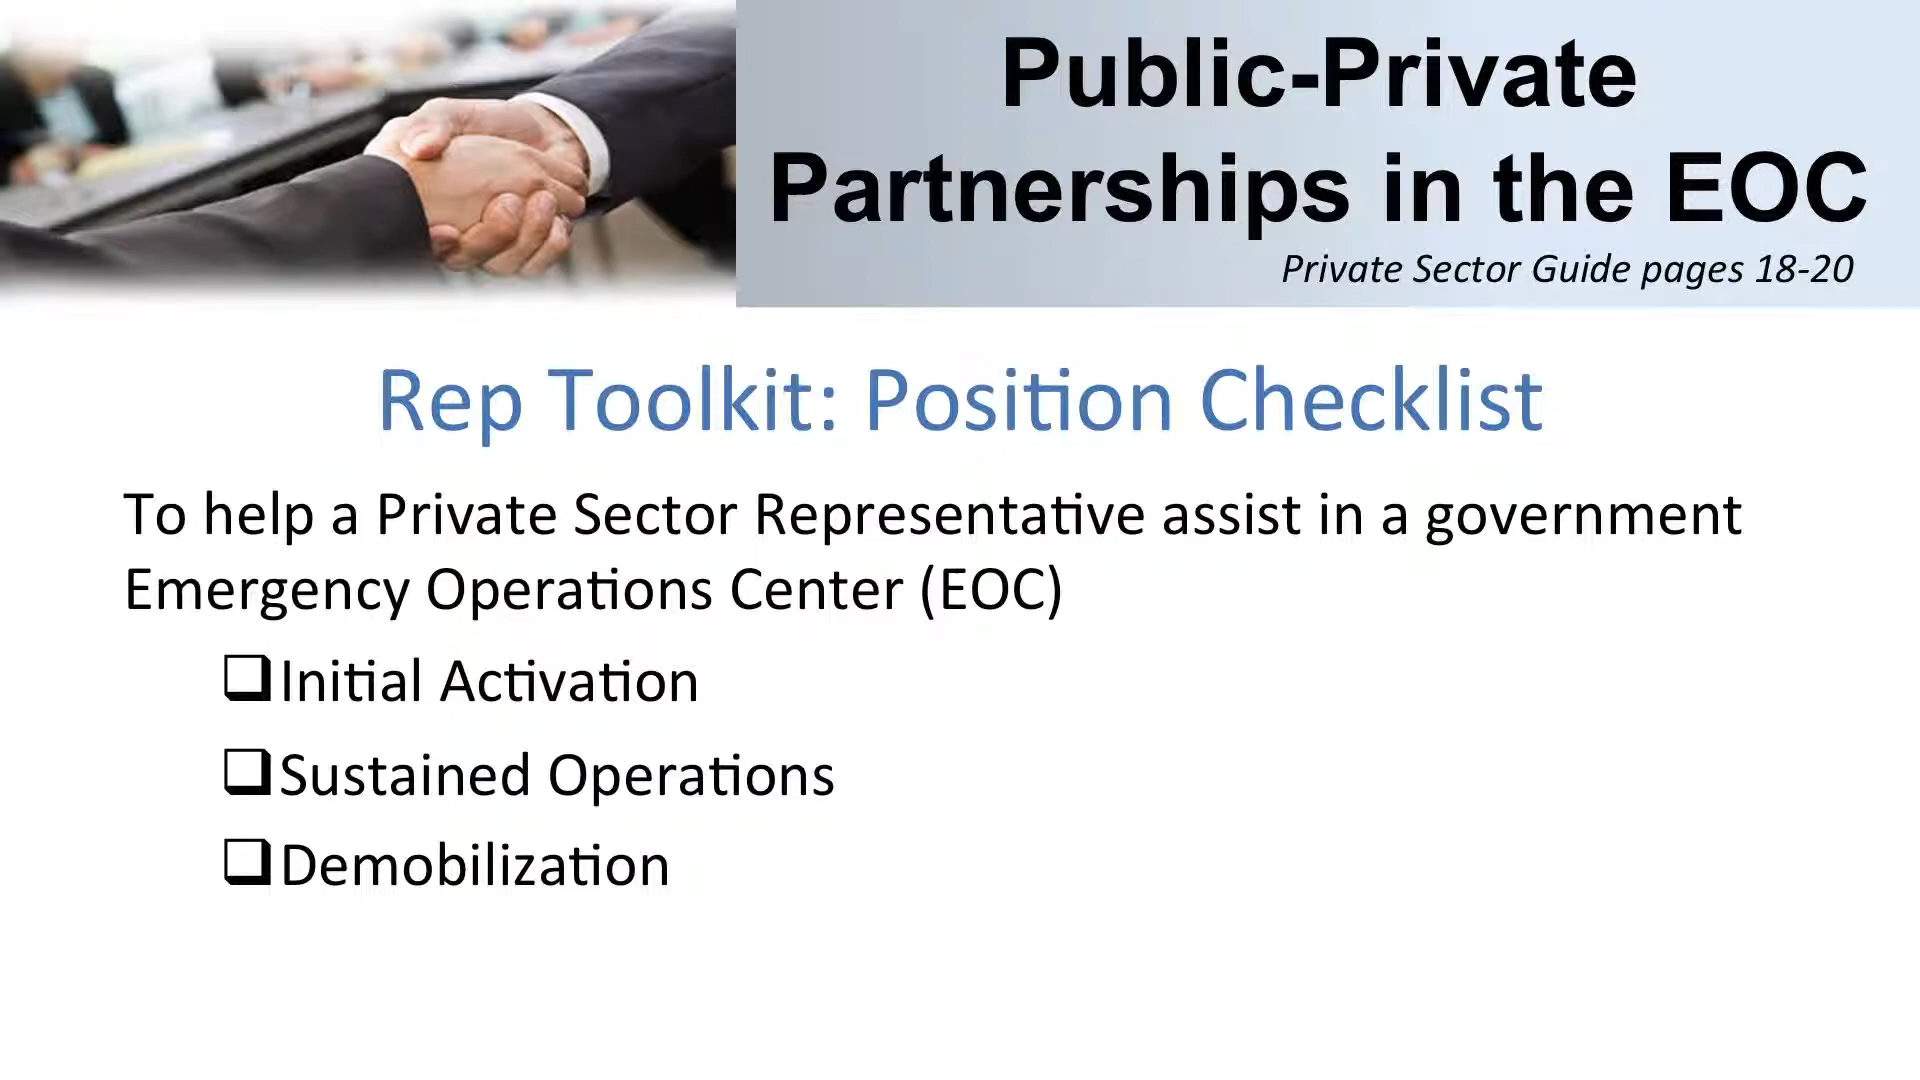 Public-Private
Partnerships in the EOC
Private Sector Guide pages 18-20
Rep Toolkit: Position Checklist
To help a Private Sector Representative assist in a government
Emergency Operations Center (EOC)
❑Initial Activation
❑Sustained Operations
❑Demobilization